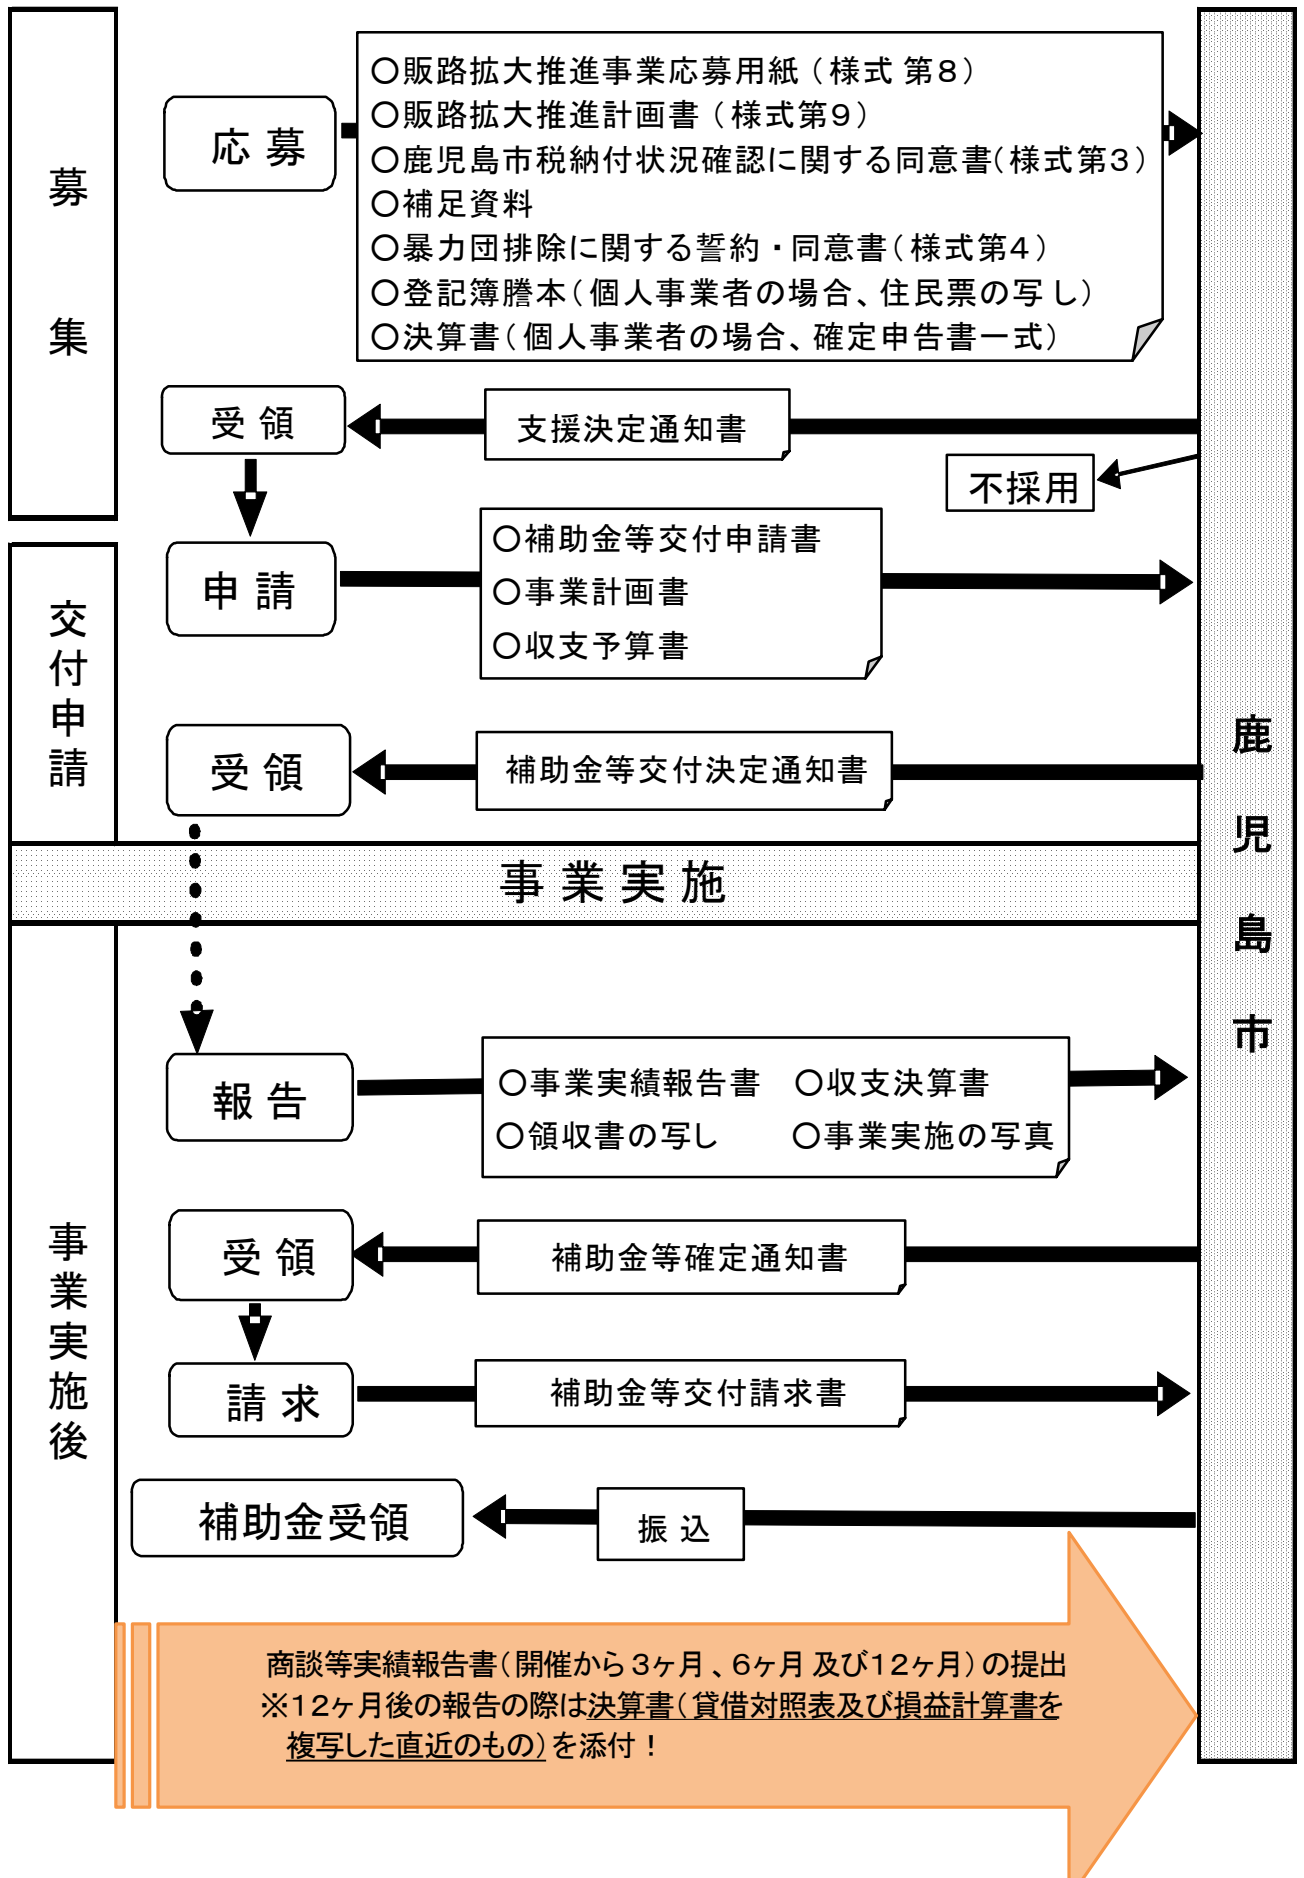 募集
応募
○販路拡大推進事業応募用紙(様式 第8)
○販路拡大推進計画書(様式第9)
○鹿児島市税納付状況確認に関する同意書(様式第3)
○補足資料
○暴力団排除に関する誓約・同意書(様式第4)
○登記簿謄本(個人事業者の場合、住民票の写し)
○決算書(個人事業者の場合、確定申告書一式)
受領
支援決定通知書
不採用
交付申請
申請
○補助金等交付申請書
○事業計画書
○収支予算書
受領
補助金等交付決定通知書
鹿児島市
事業実施
事業実施後
報告
○事業実績報告書 ○収支決算書
○領収書の写し ○事業実施の写真
受領
補助金等確定通知書
請求
補助金等交付請求書
補助金受領
振込
商談等実績報告書(開催から3ヶ月、6ヶ月及び12ヶ月)の提出
※12ヶ月後の報告の際は決算書(貸借対照表及び損益計算書を
複写した直近のもの)を添付!